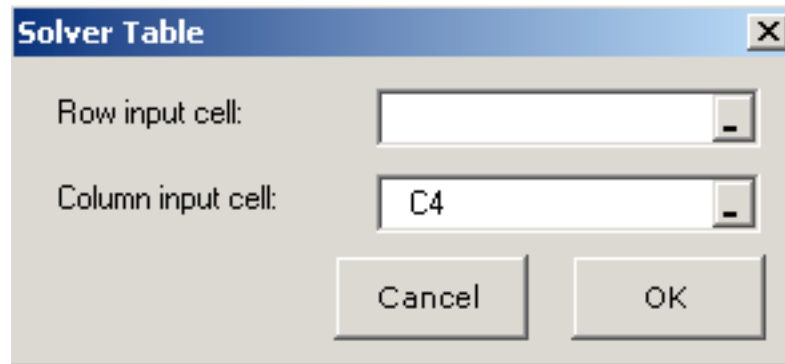 Solver Table
Row input cell:
Column input cell: C4
Cancel OK